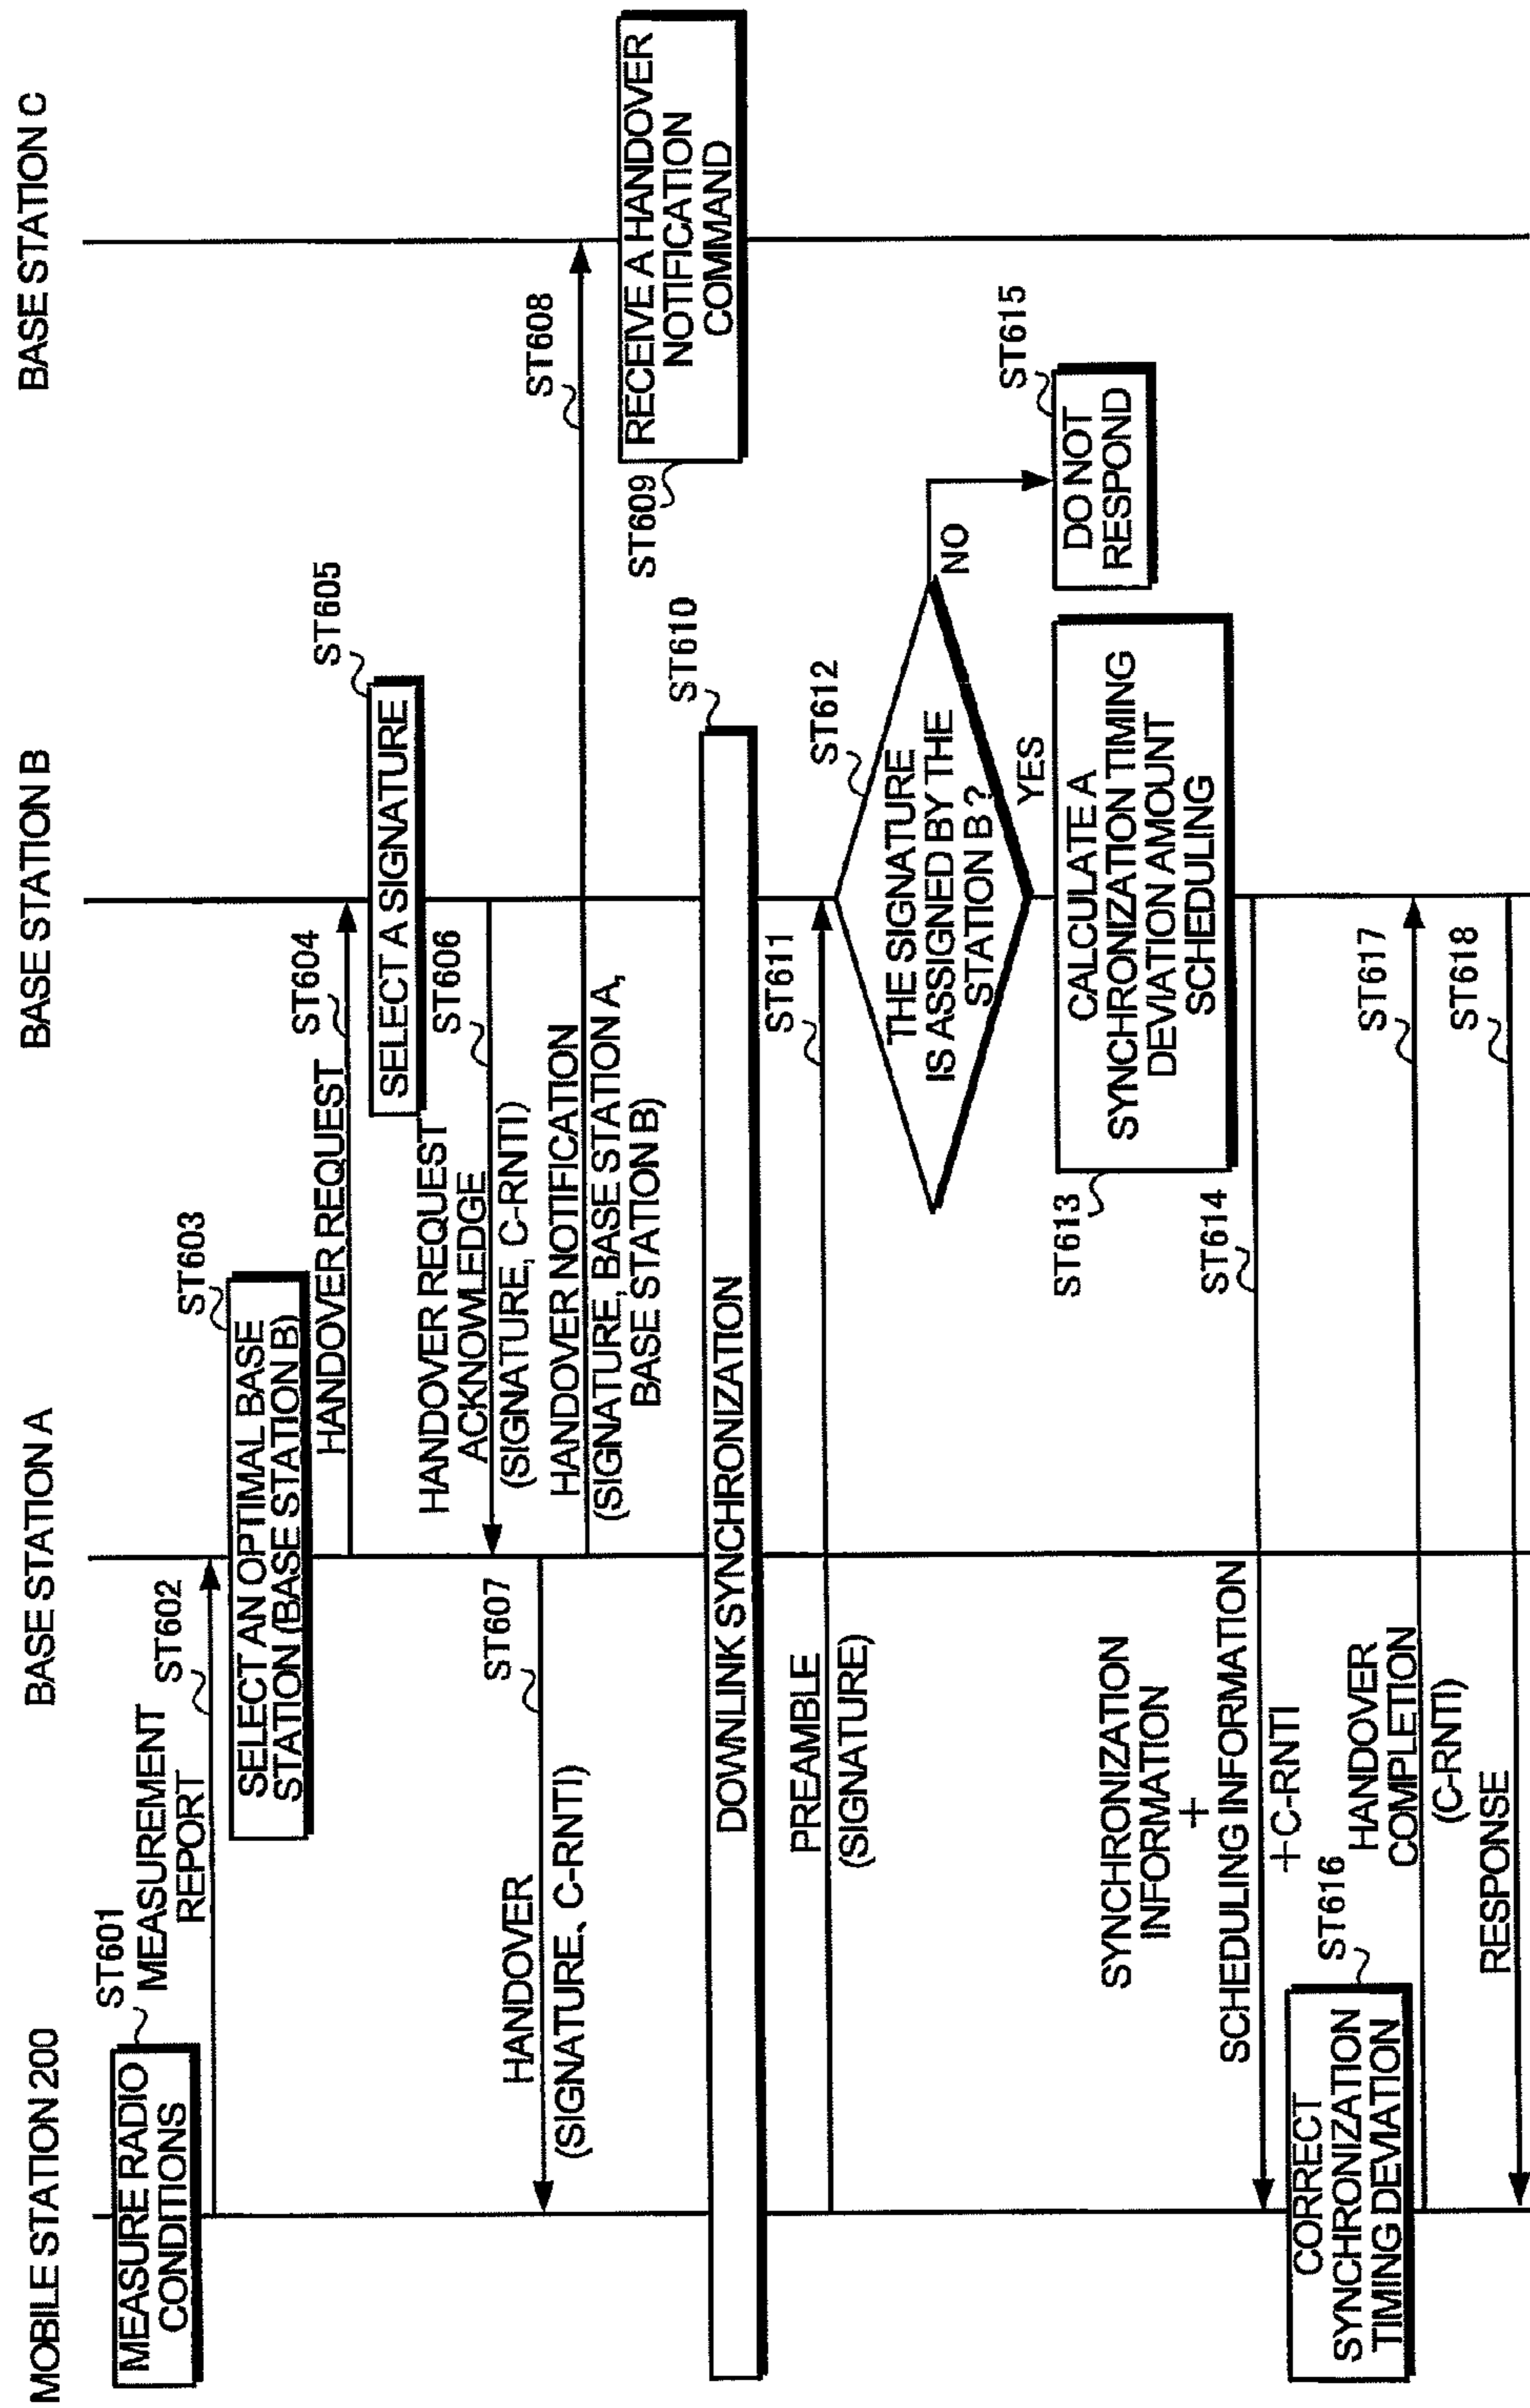 MOBILE STATION 200
BASE STATION A
BASE STATION B
BASE STATION C
ST601
MEASURE RADIO
CONDITIONS
MEASUREMENT
REPORT
ST602
ST603
SELECT AN OPTIMAL BASE
STATION (BASE STATION B)
HANDOVER REQUEST
ST604
ST605
SELECT A SIGNATURE
HANDOVER REQUEST
ACKNOWLEDGE
(SIGNATURE, C-RNTI)
ST606
HANDOVER
(SIGNATURE、C-RNTI)
ST607
HANDOVER NOTIFICATION
(SIGNATURE, BASE STATION A,
BASE STATION B)
ST608
ST609
RECEIVE A HANDOVER
NOTIFICATION
COMMAND
ST610
DOWNLINK SYNCHRONIZATION
PREAMBLE
(SIGNATURE)
ST611
ST612
THE SIGNATURE
IS ASSIGNED BY THE
STATION B ?
NO
YES
ST615
DO NOT
RESPOND
ST613
CALCULATE A
SYNCHRONIZATION TIMING
DEVIATION AMOUNT
SCHEDULING
ST614
SYNCHRONIZATION
INFORMATION
+
SCHEDULING INFORMATION
+C-RNTI
ST616
CORRECT
SYNCHRONIZATION
TIMING DEVIATION
HANDOVER
COMPLETION
(C-RNTI)
ST617
RESPONSE
ST618